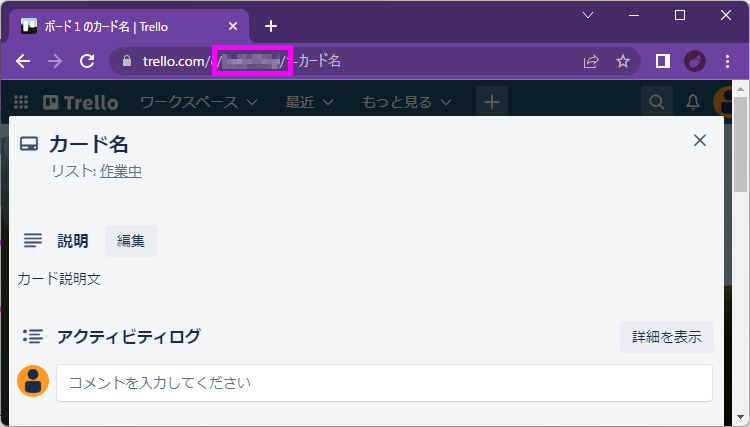 ボード１のカード名 | Trello
trello.com/c/ /1-カード名
Trello ワークスペース 最近 もっと見る
カード名
リスト: 作業中
説明 編集
カード説明文
アクティビティログ 詳細を表示
コメントを入力してください